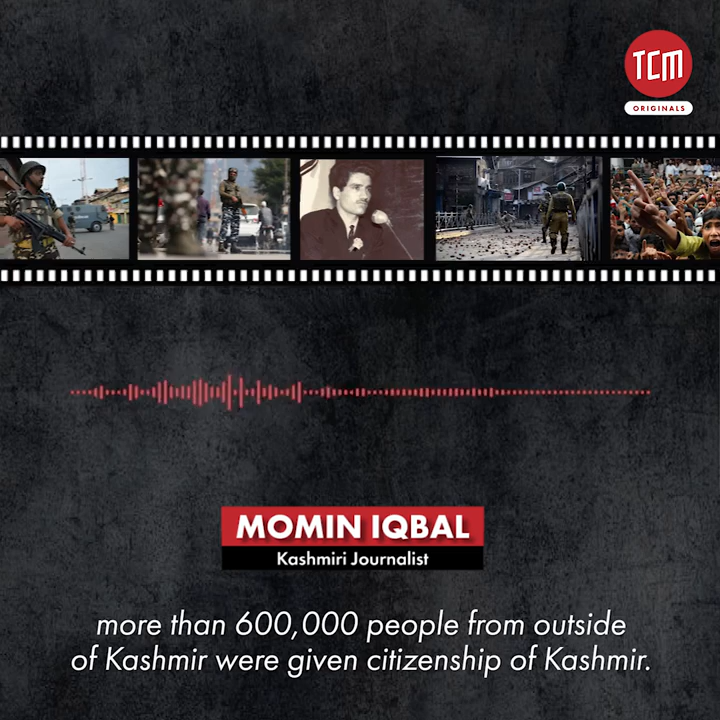 TCM
ORIGINALS
MOMIN IQBAL
Kashmiri Journalist
more than 600,000 people from outside
of Kashmir were given citizenship of Kashmir.